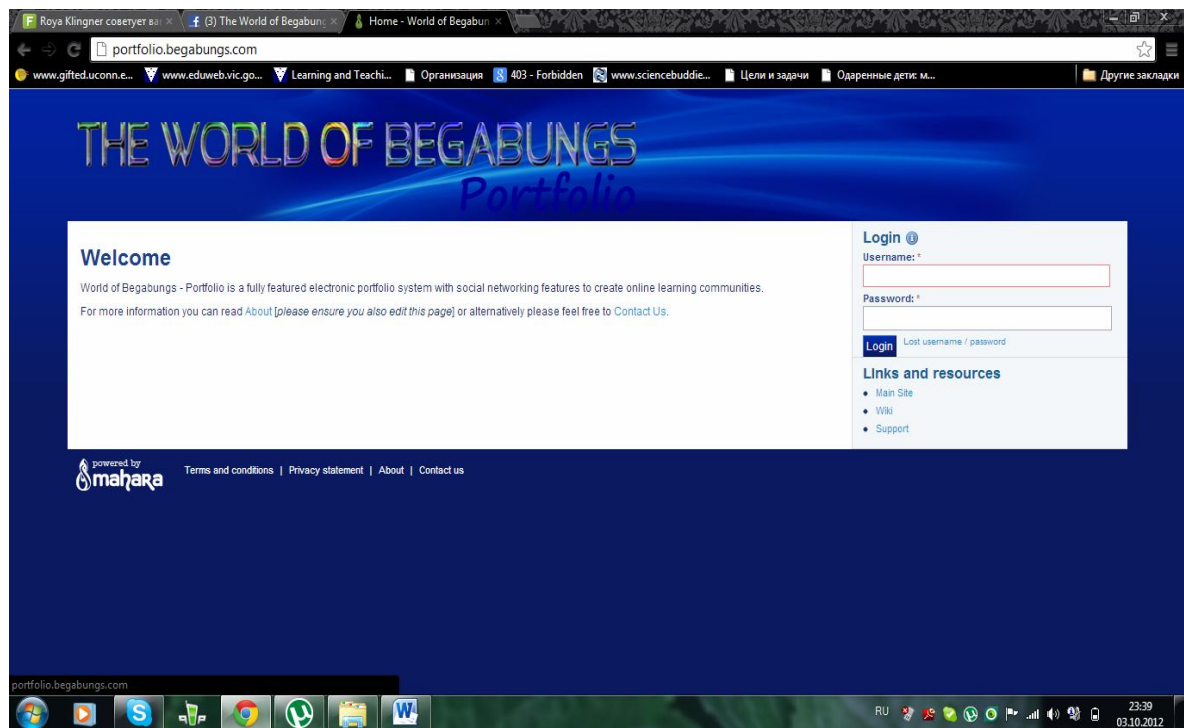 Roya Klingner советует ва
(3) The World of Begabung
Home - World of Begabun
portfolio.begabungs.com
www.gifted.uconn.e...
www.eduweb.vic.go...
Learning and Teachi...
Организация
403 - Forbidden
www.sciencebuddie...
Цели и задачи
Одаренные дети: м...
Другие закладки
THE WORLD OF BEGABUNGS
Portfolio
Welcome
World of Begabungs - Portfolio is a fully featured electronic portfolio system with social networking features to create online learning communities.
For more information you can read About [please ensure you also edit this page] or alternatively please feel free to Contact Us.
Login
Username: *
Password: *
Login Lost username / password
Links and resources
Main Site
Wiki
Support
powered by
mahara
Terms and conditions | Privacy statement | About | Contact us
portfolio.begabungs.com
RU
23:39
03.10.2012